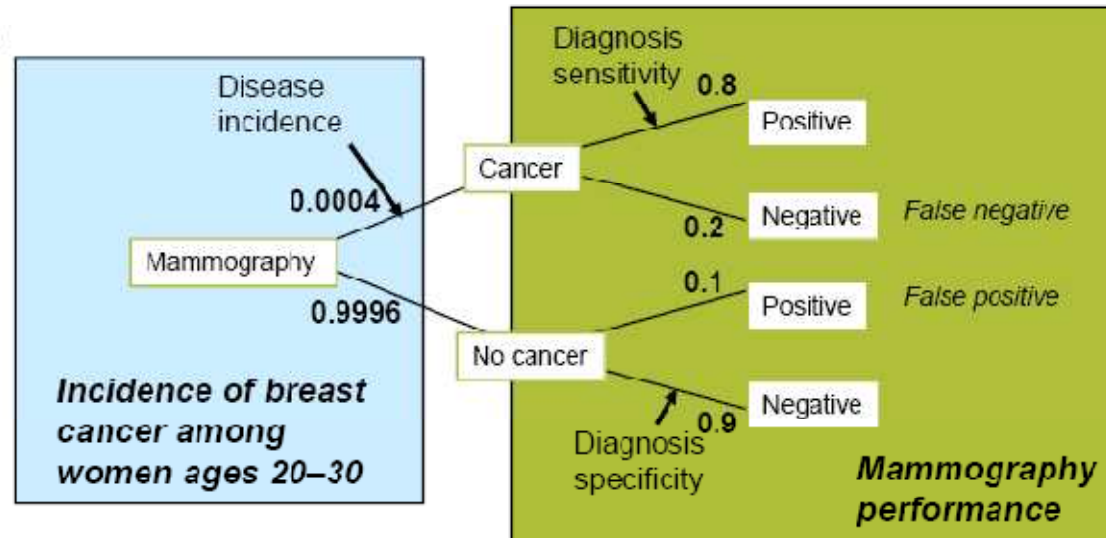 Disease
incidence
0.0004
Mammography
0.9996
Incidence of breast
cancer among
women ages 20–30
Diagnosis
sensitivity
0.8
Positive
Cancer
Negative
False negative
0.2
0.1
Positive
False positive
No cancer
Negative
0.9
Diagnosis
specificity
Mammography
performance